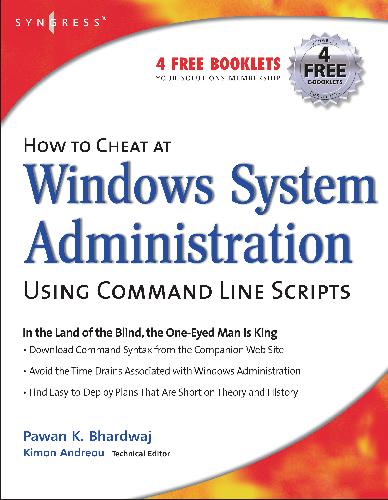 SYNGRESS
4 FREE BOOKLETS
YOUR SOLUTIONS MEMBERSHIP
4
FREE
E-BOOKLETS
HOW TO CHEAT AT
Windows System
Administration
USING COMMAND LINE SCRIPTS
In the Land of the Blind, the One-Eyed Man Is King
• Download Command Syntax from the Companion Web Site
• Avoid the Time Drains Associated with Windows Administration
• Find Easy to Deploy Plans That Are Short on Theory and History
Pawan K. Bhardwaj
Kimon Andreou Technical Editor